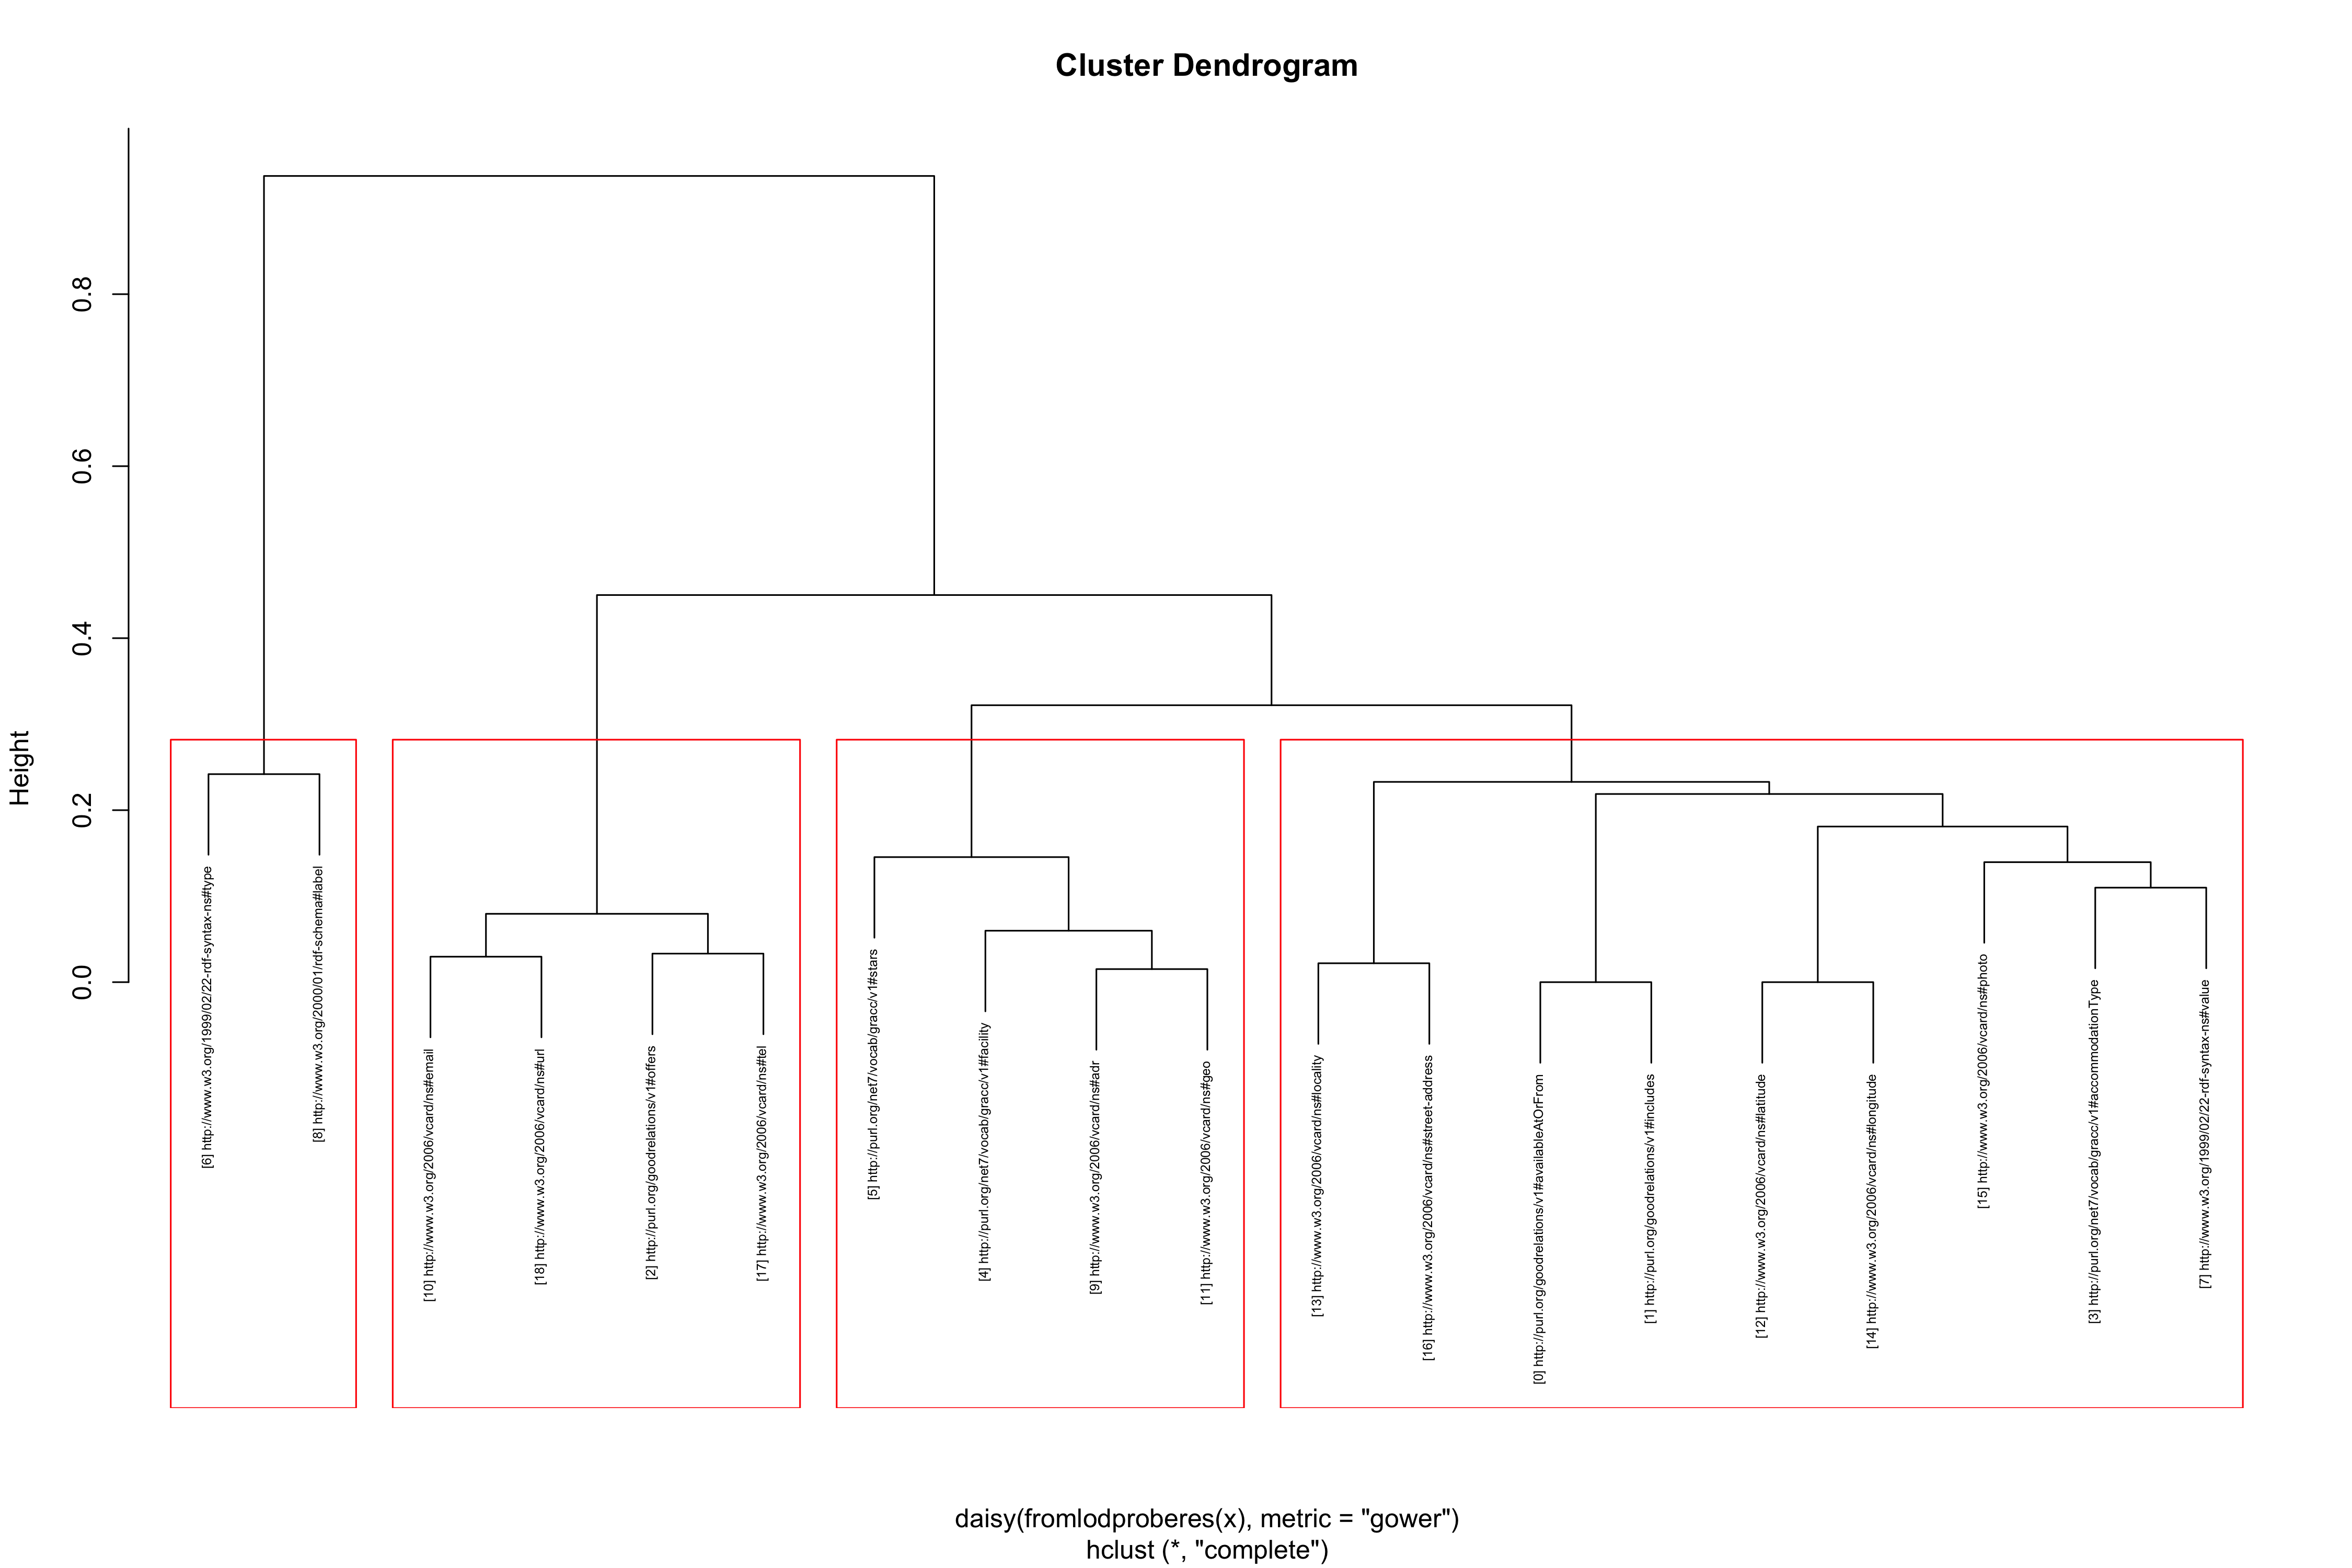 Cluster Dendrogram
Height
0.0
0.2
0.4
0.6
0.8
[6] http://www.w3.org/1999/02/22-rdf-syntax-ns#type
[8] http://www.w3.org/2000/01/rdf-schema#label
[10] http://www.w3.org/2006/vcard/ns#email
[18] http://www.w3.org/2006/vcard/ns#url
[2] http://purl.org/goodrelations/v1#offers
[17] http://www.w3.org/2006/vcard/ns#tel
[5] http://purl.org/net7/vocab/gracc/v1#stars
[4] http://purl.org/net7/vocab/gracc/v1#facility
[9] http://www.w3.org/2006/vcard/ns#adr
[11] http://www.w3.org/2006/vcard/ns#geo
[13] http://www.w3.org/2006/vcard/ns#locality
[16] http://www.w3.org/2006/vcard/ns#street-address
[0] http://purl.org/goodrelations/v1#availableAtOrFrom
[1] http://purl.org/goodrelations/v1#includes
[12] http://www.w3.org/2006/vcard/ns#latitude
[14] http://www.w3.org/2006/vcard/ns#longitude
[15] http://www.w3.org/2006/vcard/ns#photo
[3] http://purl.org/net7/vocab/gracc/v1#accommodationType
[7] http://www.w3.org/1999/02/22-rdf-syntax-ns#value
daisy(fromlodproberes(x), metric = "gower")
hclust (*, "complete")